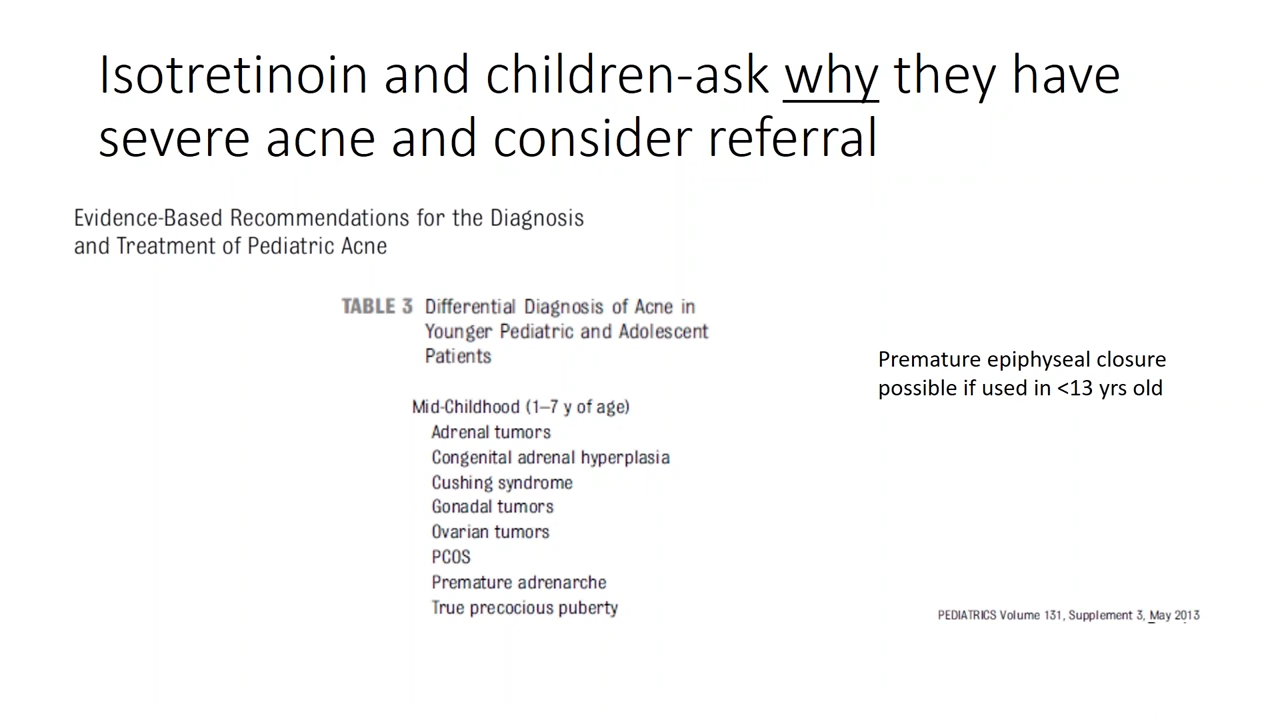 Isotretinoin and children-ask why they have
severe acne and consider referral
Evidence-Based Recommendations for the Diagnosis
and Treatment of Pediatric Acne
TABLE 3 Differential Diagnosis of Acne in
Younger Pediatric and Adolescent
Patients
Mid-Childhood (1–7 y of age)
Adrenal tumors
Congenital adrenal hyperplasia
Cushing syndrome
Gonadal tumors
Ovarian tumors
PCOS
Premature adrenarche
True precocious puberty
Premature epiphyseal closure
possible if used in <13 yrs old
PEDIATRICS Volume 131, Supplement 3, May 2013